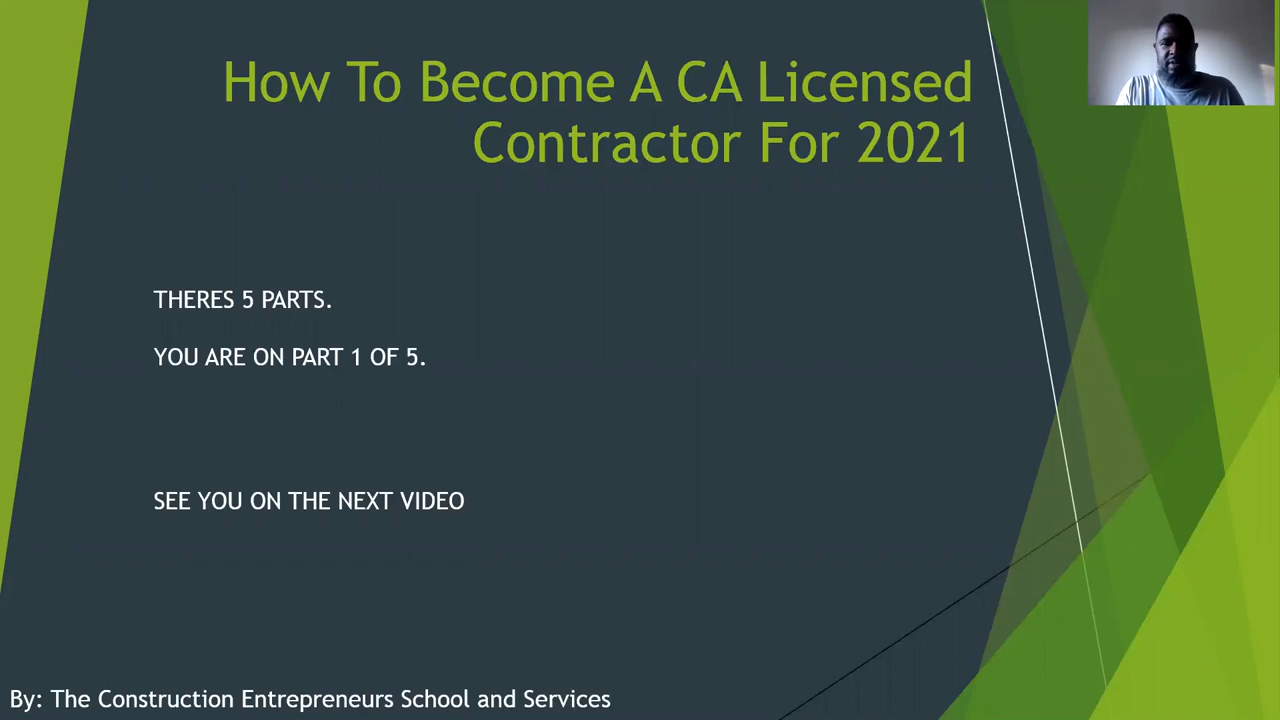 How To Become A CA Licensed
Contractor For 2021
THERES 5 PARTS.
YOU ARE ON PART 1 OF 5.
SEE YOU ON THE NEXT VIDEO
By: The Construction Entrepreneurs School and Services